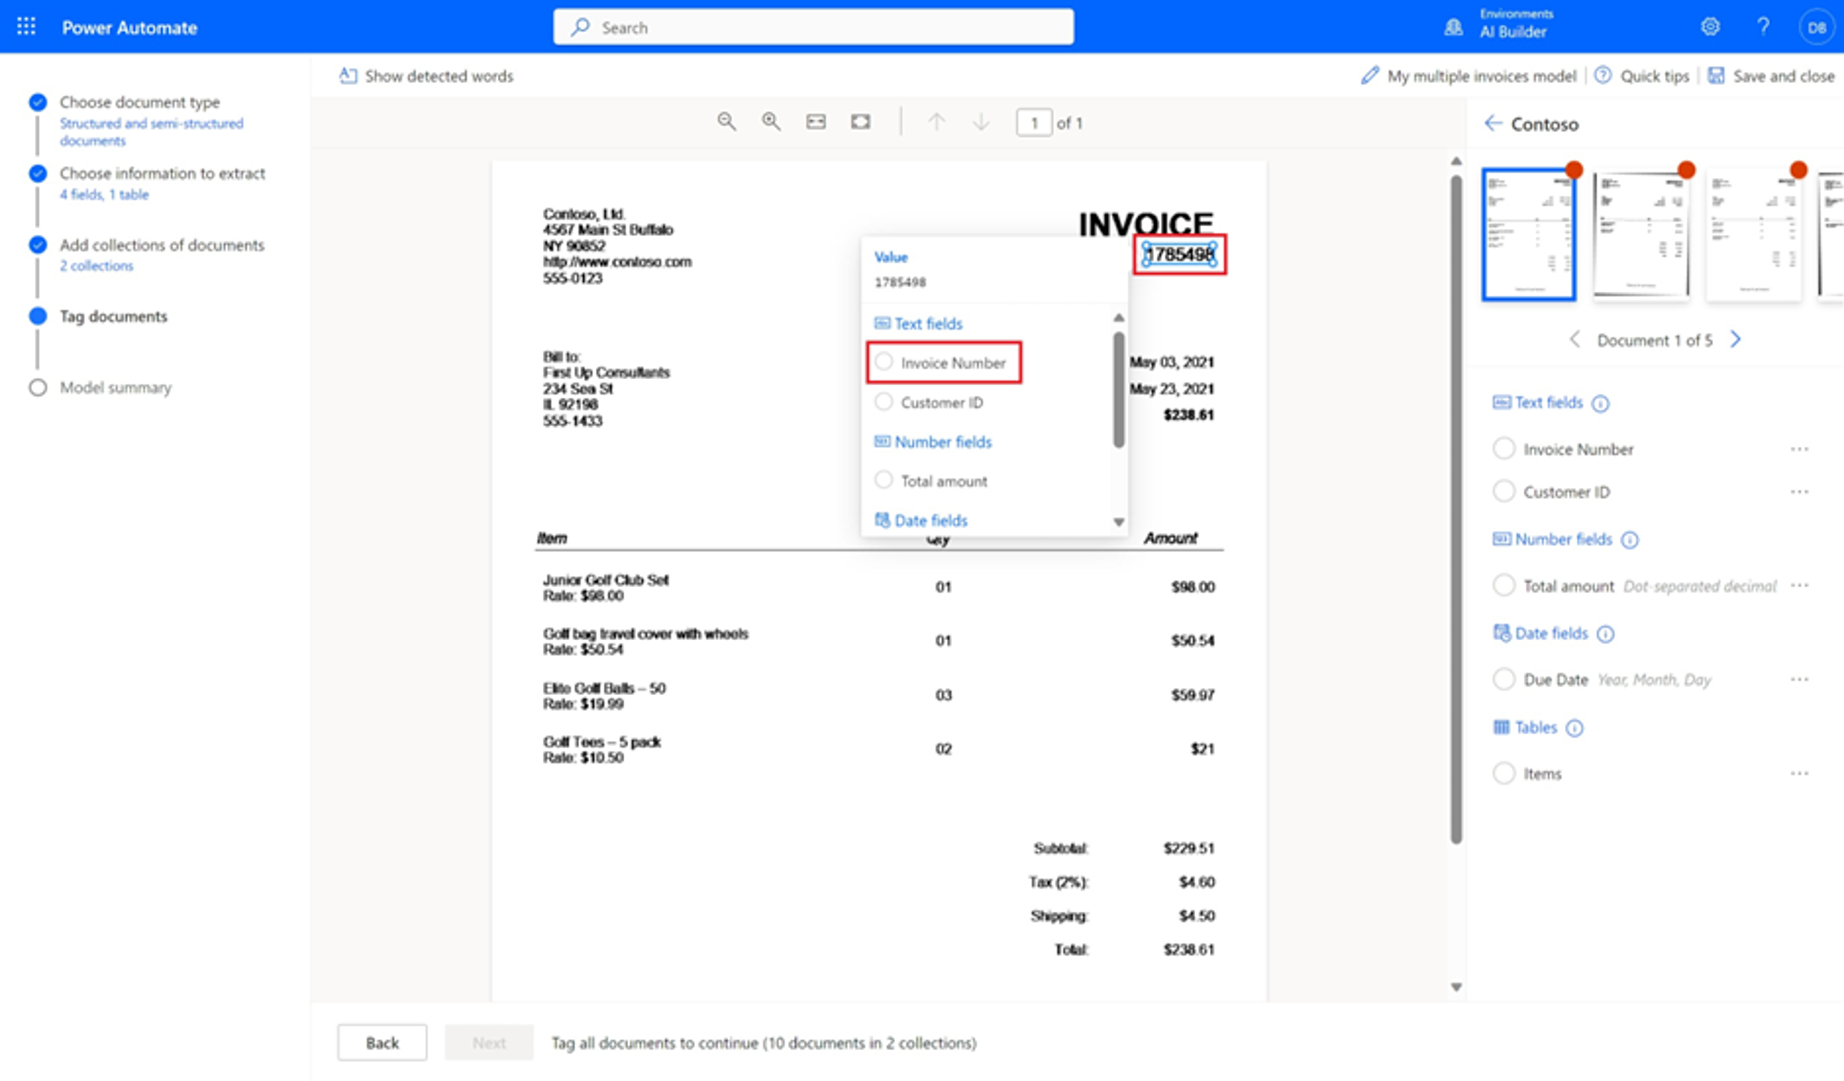 Power Automate
Search
Environments
AI Builder
DB
Show detected words
My multiple invoices model
Quick tips
Save and close
Choose document type
Structured and semi-structured
documents
Choose information to extract
4 fields, 1 table
Add collections of documents
2 collections
Tag documents
Model summary
1 of 1
Contoso, Ltd.
4567 Main St Buffalo
NY 90852
http://www.contoso.com
555-0123
INVOICE
1785498
Bill to:
First Up Consultants
234 Sea St
IL 92198
555-1433
May 03, 2021
May 23, 2021
$238.61
Value
1785498
Text fields
Invoice Number
Customer ID
Number fields
Total amount
Date fields
Item Qty Amount
Junior Golf Club Set
Rate: $98.00
01 $98.00
Golf bag travel cover with wheels
Rate: $50.54
01 $50.54
Elite Golf Balls – 50
Rate: $19.99
03 $59.97
Golf Tees – 5 pack
Rate: $10.50
02 $21
Subtotal: $229.51
Tax (2%): $4.60
Shipping: $4.50
Total: $238.61
Contoso
Document 1 of 5
Text fields
Invoice Number
Customer ID
Number fields
Total amount Dot-separated decimal
Date fields
Due Date Year, Month, Day
Tables
Items
Back
Next
Tag all documents to continue (10 documents in 2 collections)